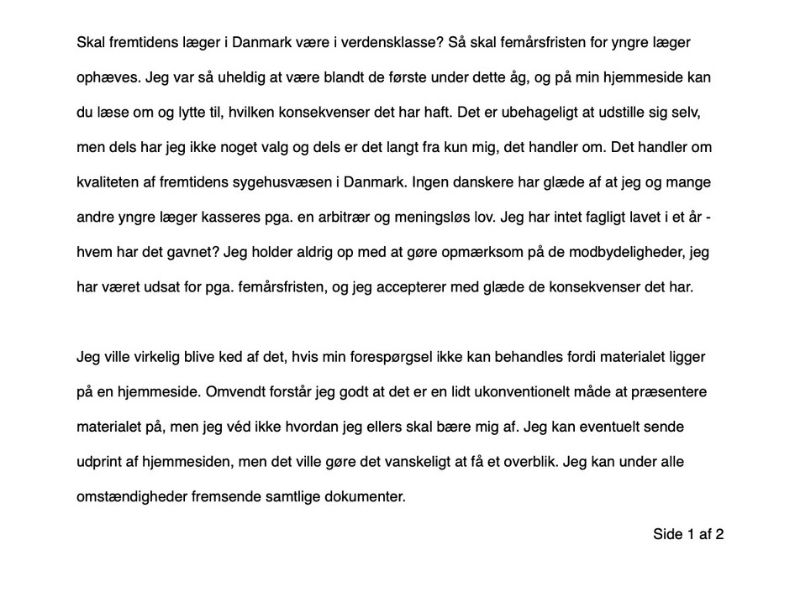 Skal fremtidens læger i Danmark være i verdensklasse? Så skal femårsfristen for yngre læger
ophæves. Jeg var så uheldig at være blandt de første under dette åg, og på min hjemmeside kan
du læse om og lytte til, hvilken konsekvenser det har haft. Det er ubehageligt at udstille sig selv,
men dels har jeg ikke noget valg og dels er det langt fra kun mig, det handler om. Det handler om
kvaliteten af fremtidens sygehusvæsen i Danmark. Ingen danskere har glæde af at jeg og mange
andre yngre læger kasseres pga. en arbitrær og meningsløs lov. Jeg har intet fagligt lavet i et år -
hvem har det gavnet? Jeg holder aldrig op med at gøre opmærksom på de modbydeligheder, jeg
har været udsat for pga. femårsfristen, og jeg accepterer med glæde de konsekvenser det har.
Jeg ville virkelig blive ked af det, hvis min forespørgsel ikke kan behandles fordi materialet ligger
på en hjemmeside. Omvendt forstår jeg godt at det er en lidt ukonventionelt måde at præsentere
materialet på, men jeg véd ikke hvordan jeg ellers skal bære mig af. Jeg kan eventuelt sende
udprint af hjemmesiden, men det ville gøre det vanskeligt at få et overblik. Jeg kan under alle
omstændigheder fremsende samtlige dokumenter.
Side 1 af 2